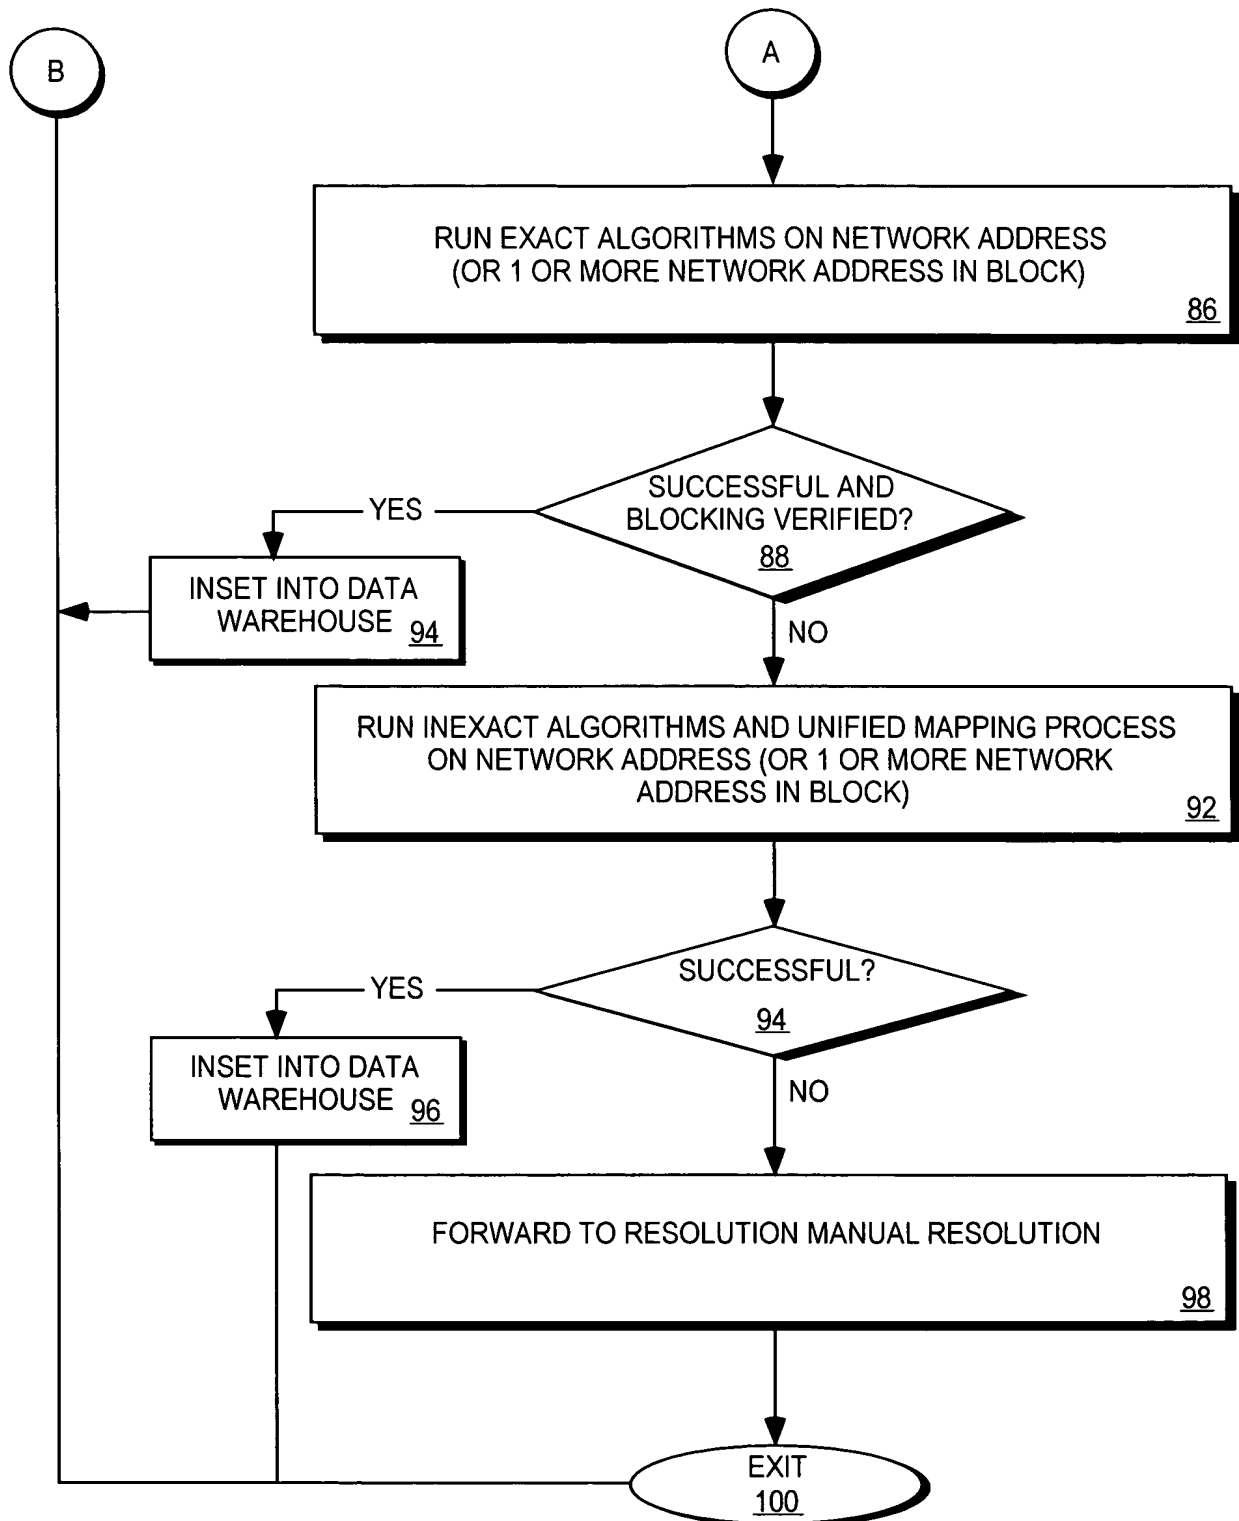 B
A
RUN EXACT ALGORITHMS ON NETWORK ADDRESS
(OR 1 OR MORE NETWORK ADDRESS IN BLOCK)
86
SUCCESSFUL AND
BLOCKING VERIFIED?
88
YES
INSET INTO DATA
WAREHOUSE 94
NO
RUN INEXACT ALGORITHMS AND UNIFIED MAPPING PROCESS
ON NETWORK ADDRESS (OR 1 OR MORE NETWORK
ADDRESS IN BLOCK)
92
SUCCESSFUL?
94
YES
INSET INTO DATA
WAREHOUSE 96
NO
FORWARD TO RESOLUTION MANUAL RESOLUTION
98
EXIT
100